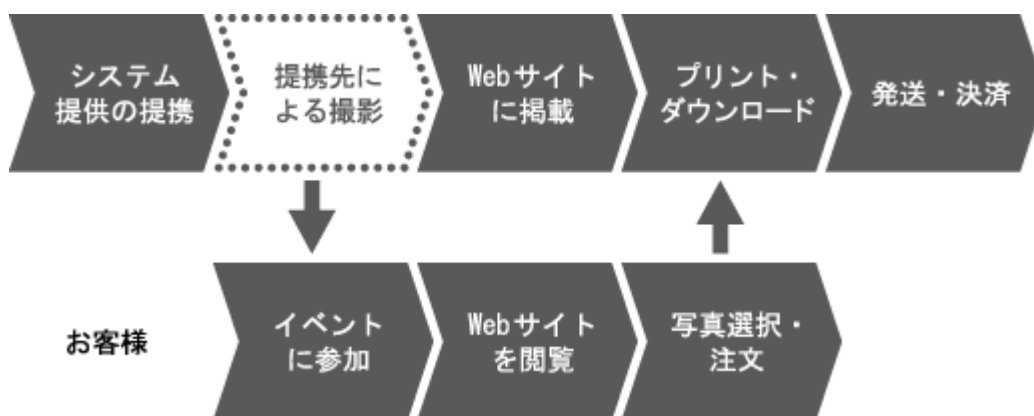 システム
提供の提携
提携先に
よる撮影
Webサイト
に掲載
プリント・
ダウンロード
発送・決済
お客様
イベント
に参加
Webサイト
を閲覧
写真選択・
注文